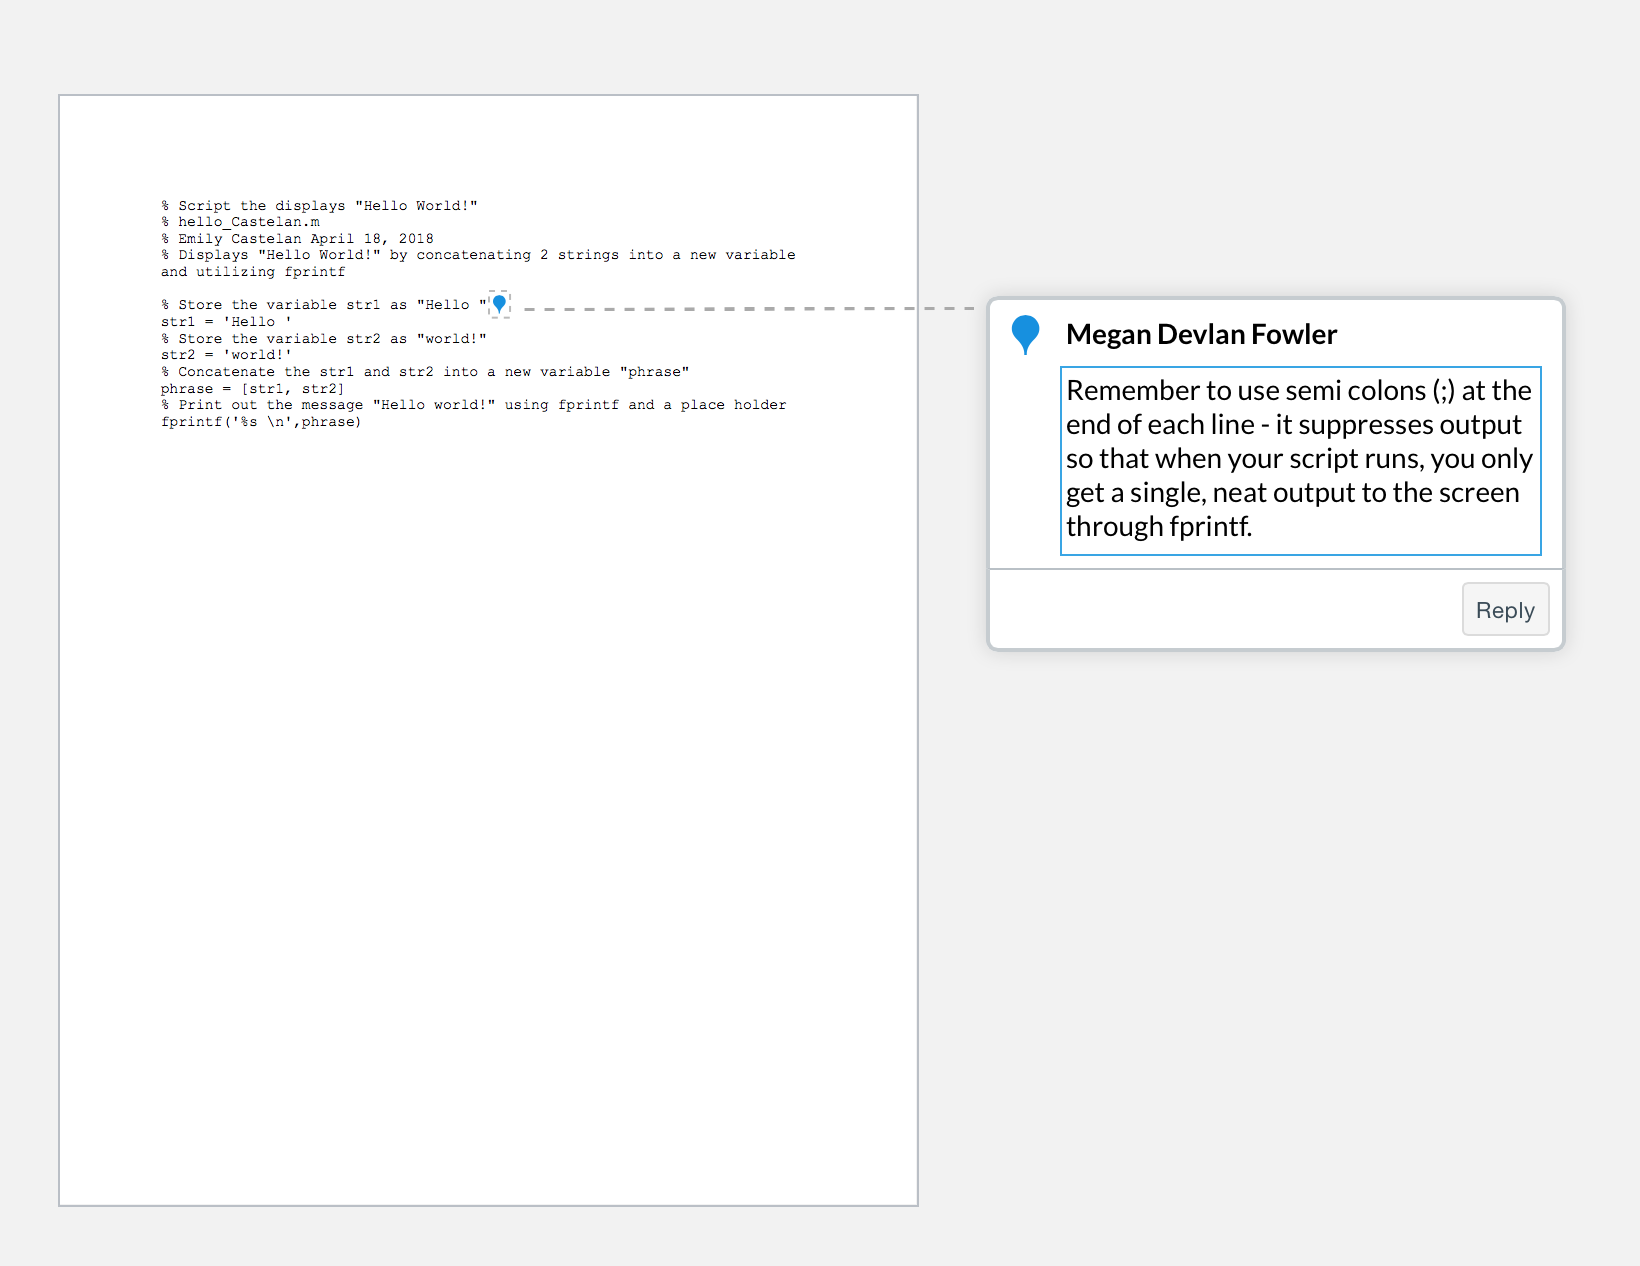 % Script the displays "Hello World!"
% hello_Castelan.m
% Emily Castelan April 18, 2018
% Displays "Hello World!" by concatenating 2 strings into a new variable
and utilizing fprintf
% Store the variable str1 as "Hello "
str1 = 'Hello '
% Store the variable str2 as "world!"
str2 = 'world!'
% Concatenate the str1 and str2 into a new variable "phrase"
phrase = [str1, str2]
% Print out the message "Hello world!" using fprintf and a place holder
fprintf('%s \n',phrase)
Megan Devlan Fowler
Remember to use semi colons (;) at the
end of each line - it suppresses output
so that when your script runs, you only
get a single, neat output to the screen
through fprintf.
Reply